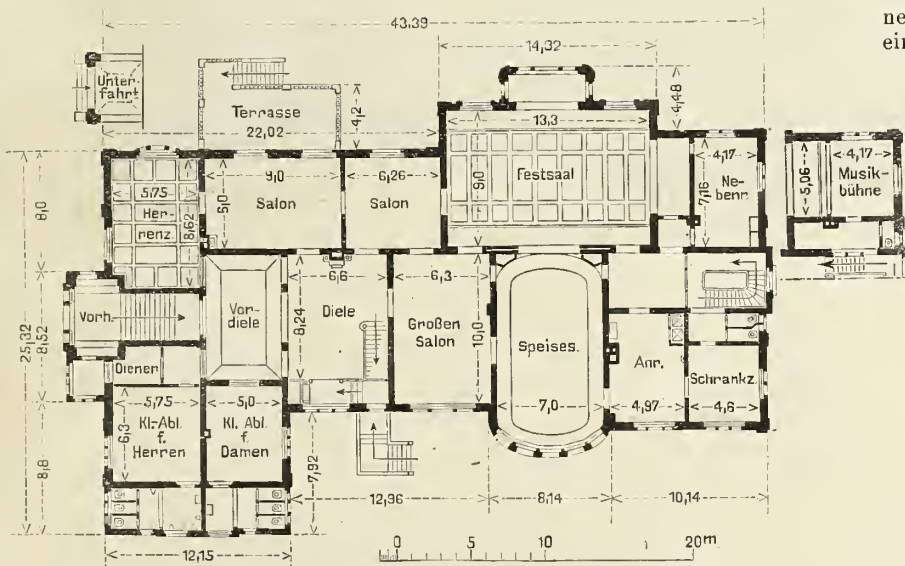 43,39
ne
ein
14,32
Unter-
fahrt
Terrasse
4,2
4,48
22,02
13,3
Festsaal
9,0
5,75
Her-
renz.
8,62
9,0
Salon
6,0
6,26
Salon
4,17
Ne-
benr.
7,16
5,06
4,17
Musik-
bühne
8,0
25,32
8,52
8,8
Vorh.
Vor-
diele
6,6
Diele
8,24
6,3
Großen
Salon
10,0
Speises.
7,0
Anr.
4,97
Schrankz.
4,6
Diener
5,75
Kl.-Abl.
f.
Herren
6,3
5,0
Kl. Abl.
f.
Damen
7,92
12,96
8,14
10,14
12,15
0 5 10 20m